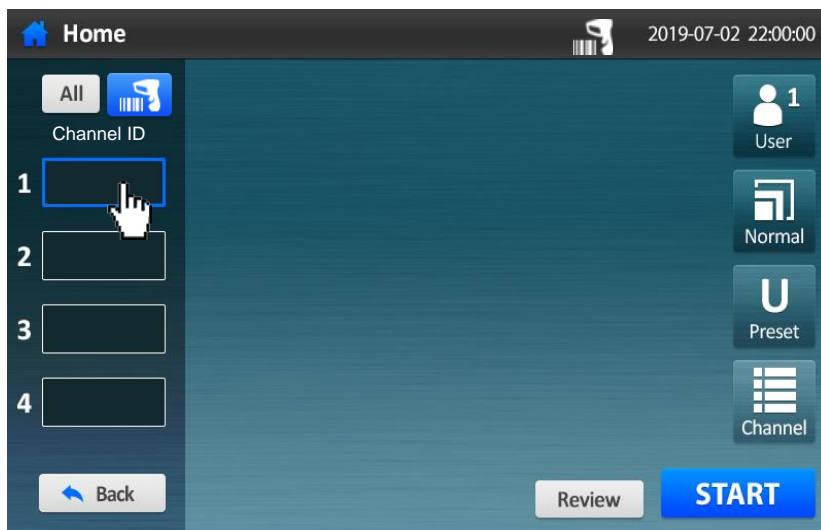 Home
2019-07-02 22:00:00
All
Channel ID
1
2
3
4
Back
1
User
Normal
U
Preset
Channel
Review
START